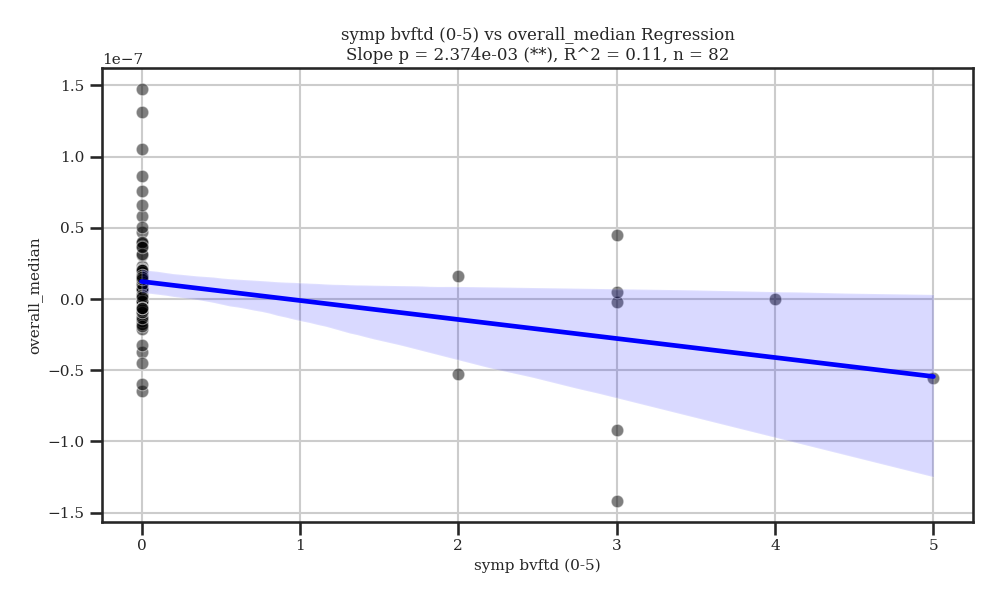 symp bvftd (0-5) vs overall_median Regression
Slope p = 2.374e-03 (**), R^2 = 0.11, n = 82
1e−7
1.5
1.0
0.5
0.0
−0.5
−1.0
−1.5
overall_median
0 1 2 3 4 5
symp bvftd (0-5)